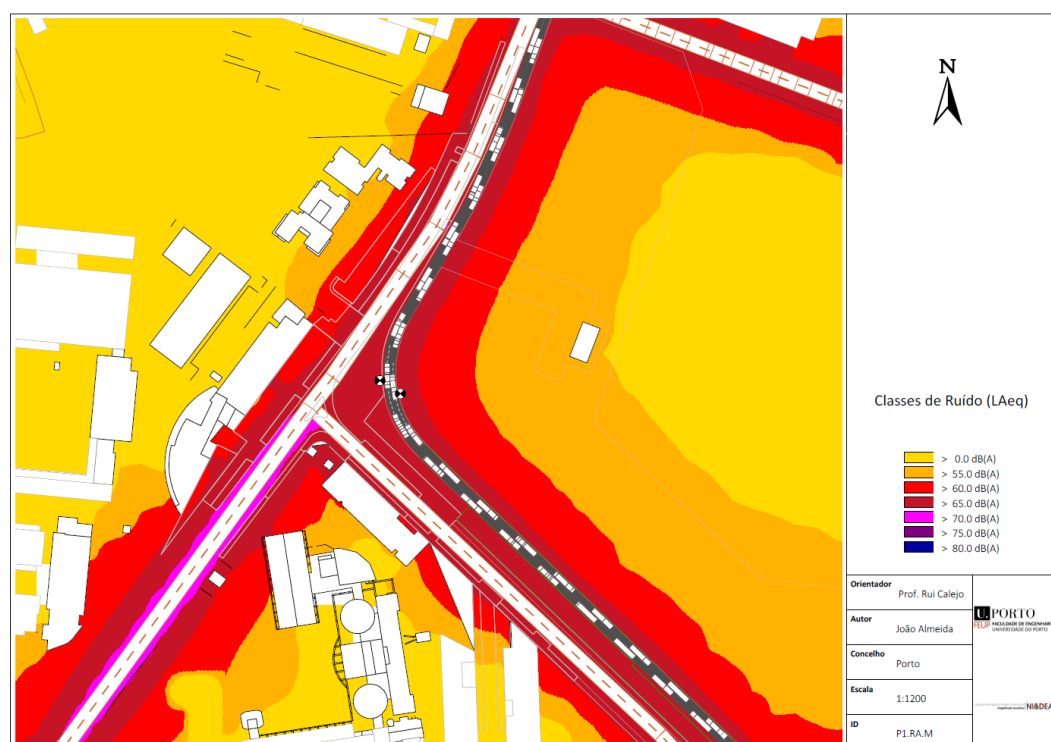 N
Classes de Ruído (LAeq)
> 0.0 dB(A)
> 55.0 dB(A)
> 60.0 dB(A)
> 65.0 dB(A)
> 70.0 dB(A)
> 75.0 dB(A)
> 80.0 dB(A)
Orientador
Prof. Rui Calejo
Autor
João Almeida
Concelho
Porto
Escala
1:1200
ID
P1.RA.M
U. PORTO
FEUP FACULDADE DE ENGENHARIA
UNIVERSIDADE DO PORTO
NI&DEA